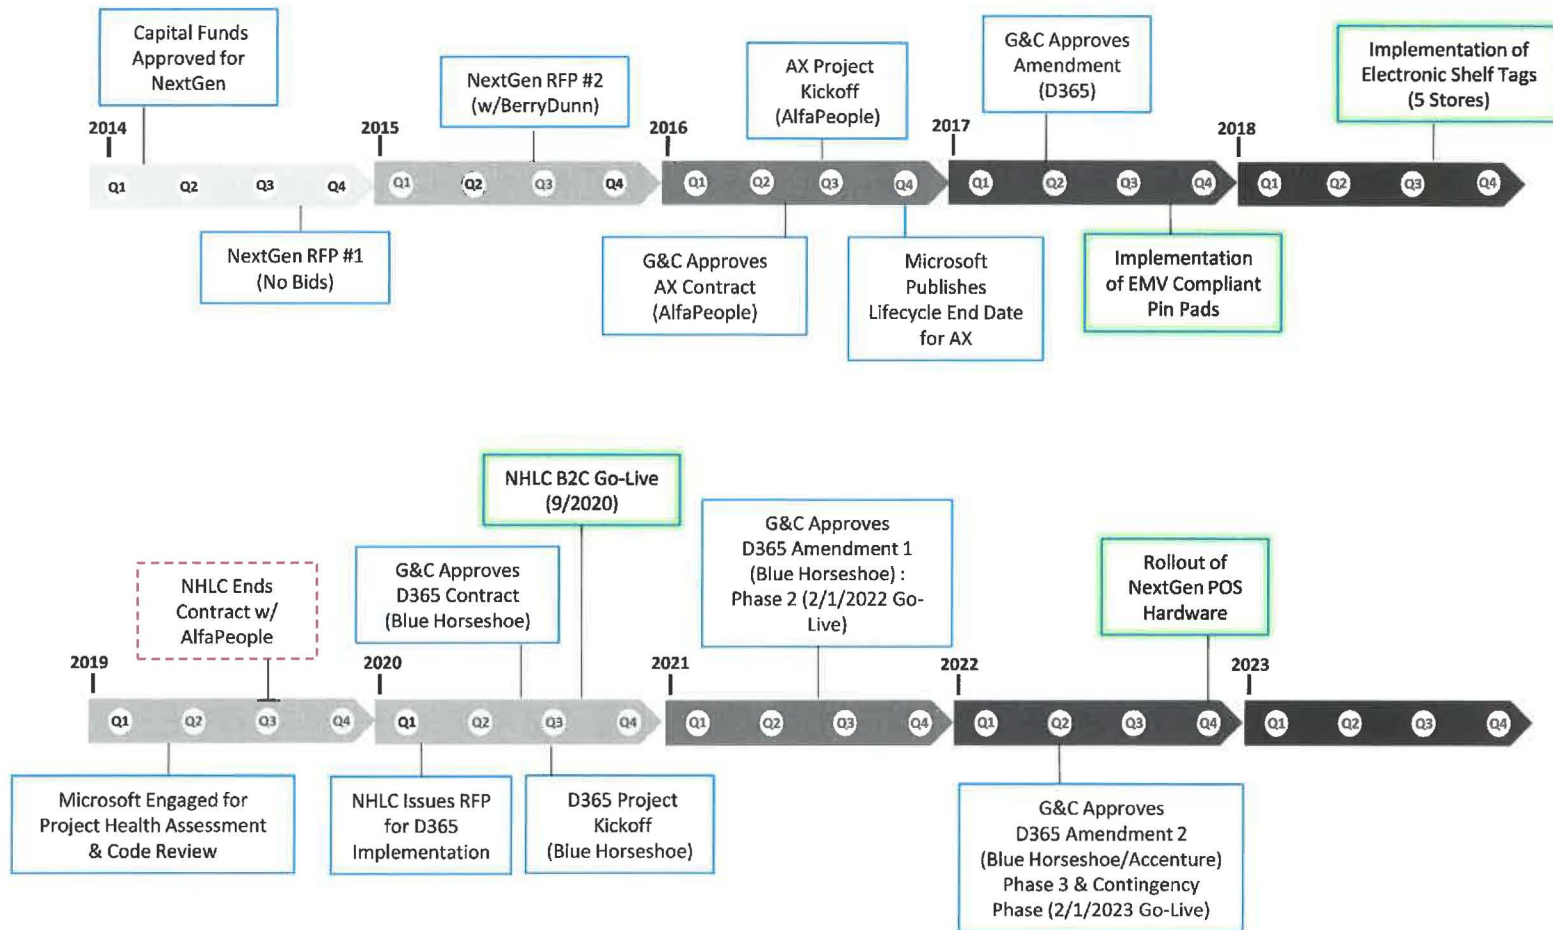 Capital Funds
Approved for
NextGen
NextGen RFP #2
(w/BerryDunn)
AX Project
Kickoff
(AlfaPeople)
G&C Approves
Amendment
(D365)
Implementation of
Electronic Shelf Tags
(5 Stores)
2014
2015
2016
2017
2018
Q1 Q2 Q3 Q4
Q1 Q2 Q3 Q4
Q1 Q2 Q3 Q4
Q1 Q2 Q3 Q4
Q1 Q2 Q3 Q4
NextGen RFP #1
(No Bids)
G&C Approves
AX Contract
(AlfaPeople)
Microsoft
Publishes
Lifecycle End Date
for AX
Implementation
of EMV Compliant
Pin Pads
NHLC Ends
Contract w/
AlfaPeople
G&C Approves
D365 Contract
(Blue Horseshoe)
NHLC B2C Go-Live
(9/2020)
G&C Approves
D365 Amendment 1
(Blue Horseshoe) :
Phase 2 (2/1/2022 Go-
Live)
Rollout of
NextGen POS
Hardware
2019
2020
2021
2022
2023
Q1 Q2 Q3 Q4
Q1 Q2 Q3 Q4
Q1 Q2 Q3 Q4
Q1 Q2 Q3 Q4
Q1 Q2 Q3 Q4
Microsoft Engaged for
Project Health Assessment
& Code Review
NHLC Issues RFP
for D365
Implementation
D365 Project
Kickoff
(Blue Horseshoe)
G&C Approves
D365 Amendment 2
(Blue Horseshoe/Accenture)
Phase 3 & Contingency
Phase (2/1/2023 Go-Live)